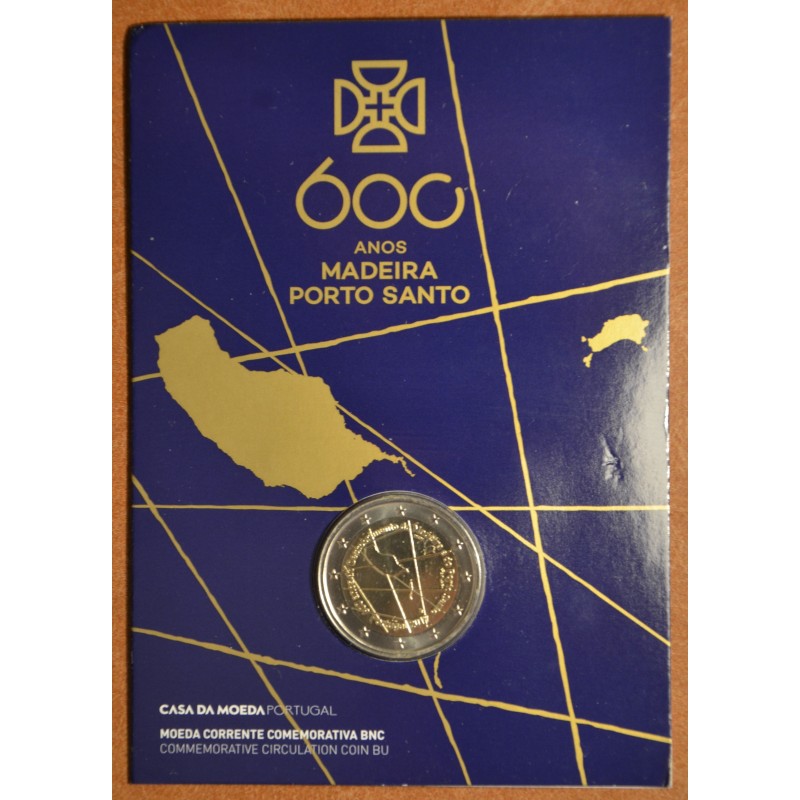 600
ANOS
MADEIRA
PORTO SANTO
CASA DA MOEDA PORTUGAL
MOEDA CORRENTE COMEMORATIVA BNC
COMMEMORATIVE CIRCULATION COIN BU